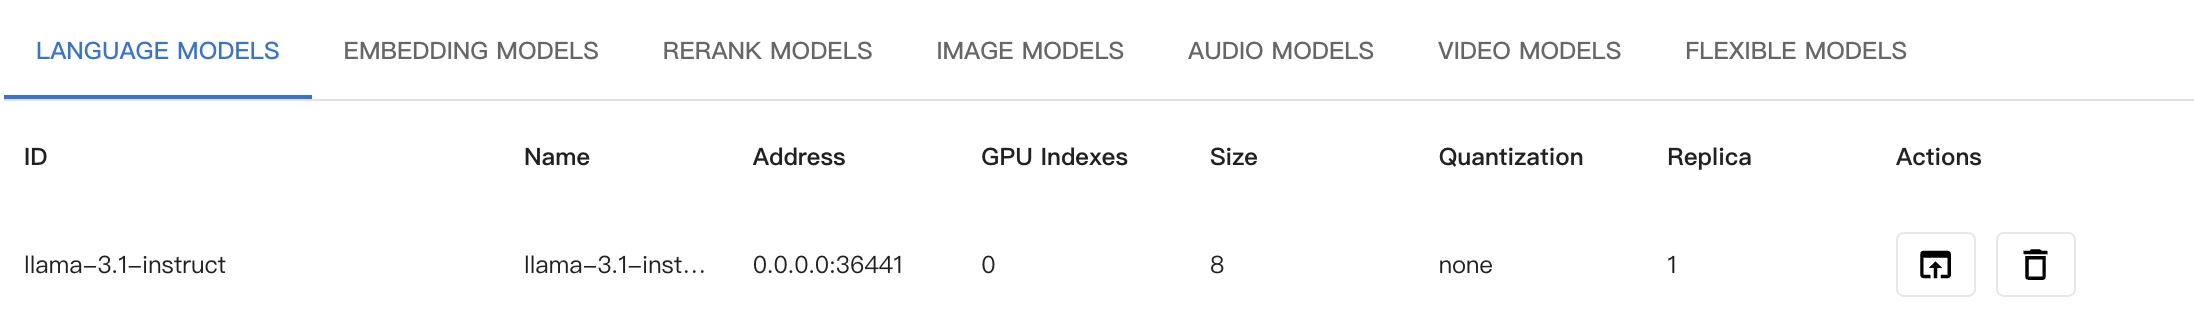 LANGUAGE MODELS EMBEDDING MODELS RERANK MODELS IMAGE MODELS AUDIO MODELS VIDEO MODELS FLEXIBLE MODELS
ID Name Address GPU Indexes Size Quantization Replica Actions
llama-3.1-instruct llama-3.1-inst... 0.0.0.0:36441 0 8 none 1